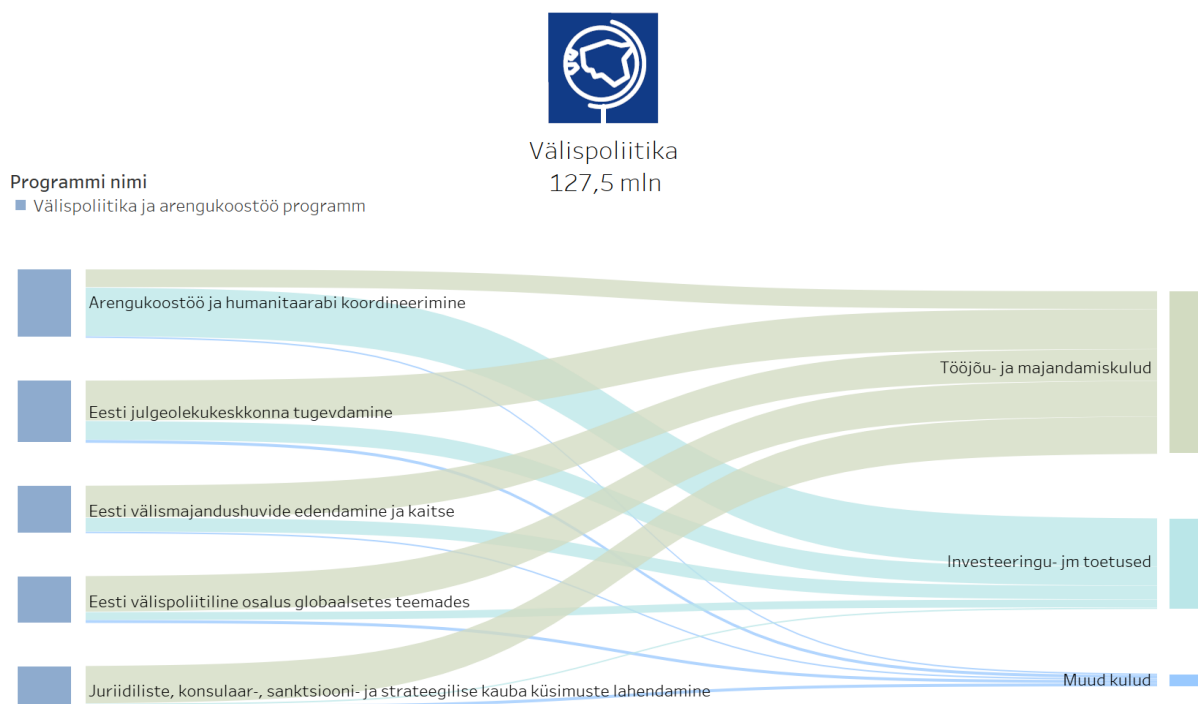 Välispoliitika
127,5 mln
Programmi nimi
Välispoliitika ja arengukoostöö programm
Arengukoostöö ja humanitaarabi koordineerimine
Tööjõu- ja majandamiskulud
Eesti julgeolekukeskkonna tugevdamine
Eesti välismajandushuvide edendamine ja kaitse
Investeeringu- jm toetused
Eesti välispoliitiline osalus globaalsetes teemades
Muud kulud
Juriidiliste, konsulaar-, sanktsiooni- ja strateegilise kauba küsimuste lahendamine